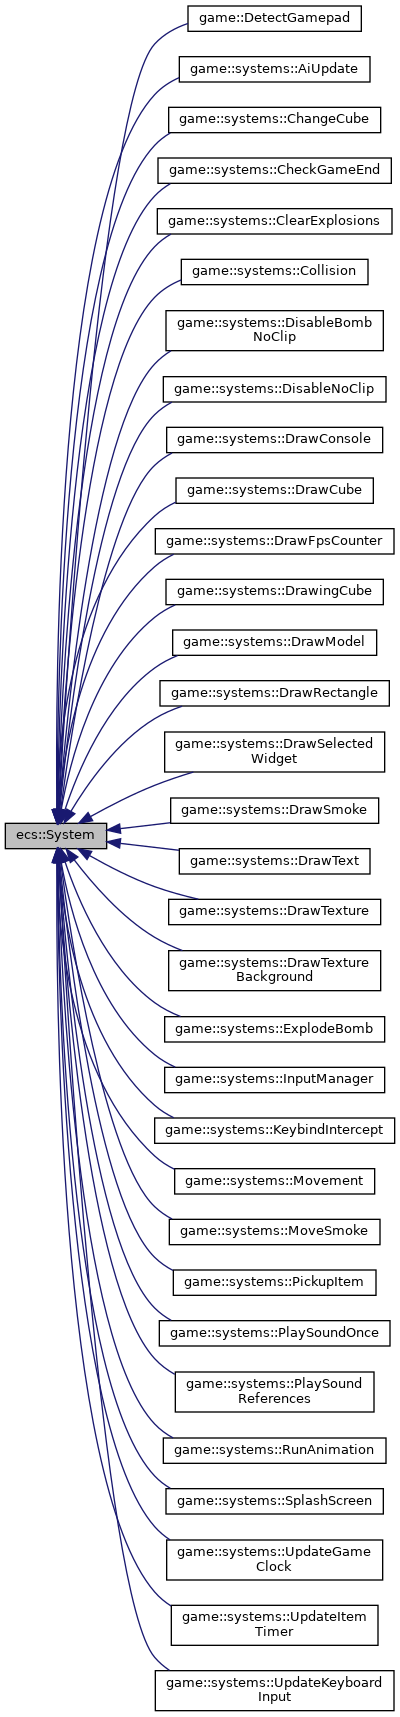 game::DetectGamepad
game::systems::AiUpdate
game::systems::ChangeCube
game::systems::CheckGameEnd
game::systems::ClearExplosions
game::systems::Collision
game::systems::DisableBomb
NoClip
game::systems::DisableNoClip
game::systems::DrawConsole
game::systems::DrawCube
game::systems::DrawFpsCounter
game::systems::DrawingCube
game::systems::DrawModel
game::systems::DrawRectangle
game::systems::DrawSelected
Widget
game::systems::DrawSmoke
ecs::System
game::systems::DrawText
game::systems::DrawTexture
game::systems::DrawTexture
Background
game::systems::ExplodeBomb
game::systems::InputManager
game::systems::KeybindIntercept
game::systems::Movement
game::systems::MoveSmoke
game::systems::PickupItem
game::systems::PlaySoundOnce
game::systems::PlaySound
References
game::systems::RunAnimation
game::systems::SplashScreen
game::systems::UpdateGame
Clock
game::systems::UpdateItem
Timer
game::systems::UpdateKeyboard
Input